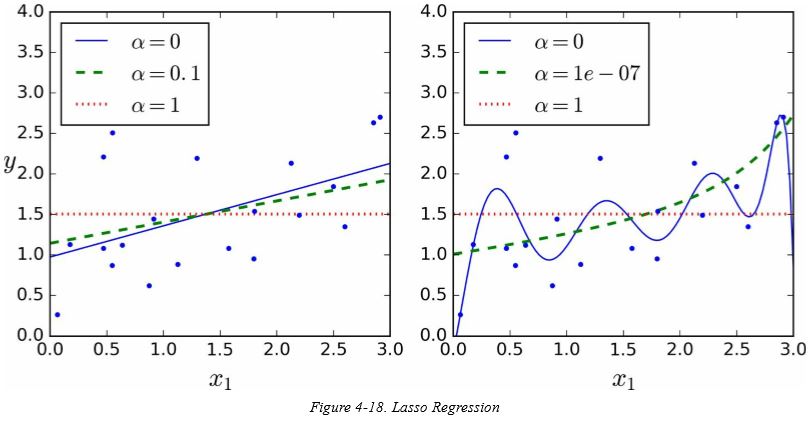 4.0
3.5
3.0
2.5
2.0
1.5
1.0
0.5
0.0
y
α = 0
α = 0.1
α = 1
0.0 0.5 1.0 1.5 2.0 2.5 3.0
x₁
4.0
3.5
3.0
2.5
2.0
1.5
1.0
0.5
0.0
α = 0
α = 1e − 07
α = 1
0.0 0.5 1.0 1.5 2.0 2.5 3.0
x₁
Figure 4-18. Lasso Regression